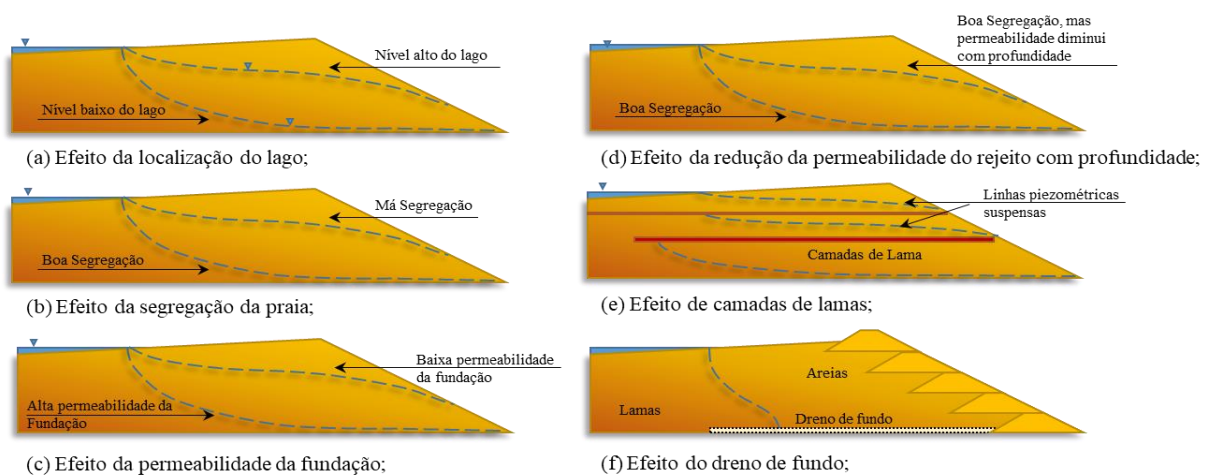 Nível alto do lago
Nível baixo do lago
(a) Efeito da localização do lago;
Má Segregação
Boa Segregação
(b) Efeito da segregação da praia;
Baixa permeabilidade
da fundação
Alta permeabilidade da
Fundação
(c) Efeito da permeabilidade da fundação;
Boa Segregação, mas
permeabilidade diminui
com profundidade
Boa Segregação
(d) Efeito da redução da permeabilidade do rejeito com profundidade;
Linhas piezométricas
suspensas
Camadas de Lama
(e) Efeito de camadas de lamas;
Areias
Lamas
Dreno de fundo
(f) Efeito do dreno de fundo;